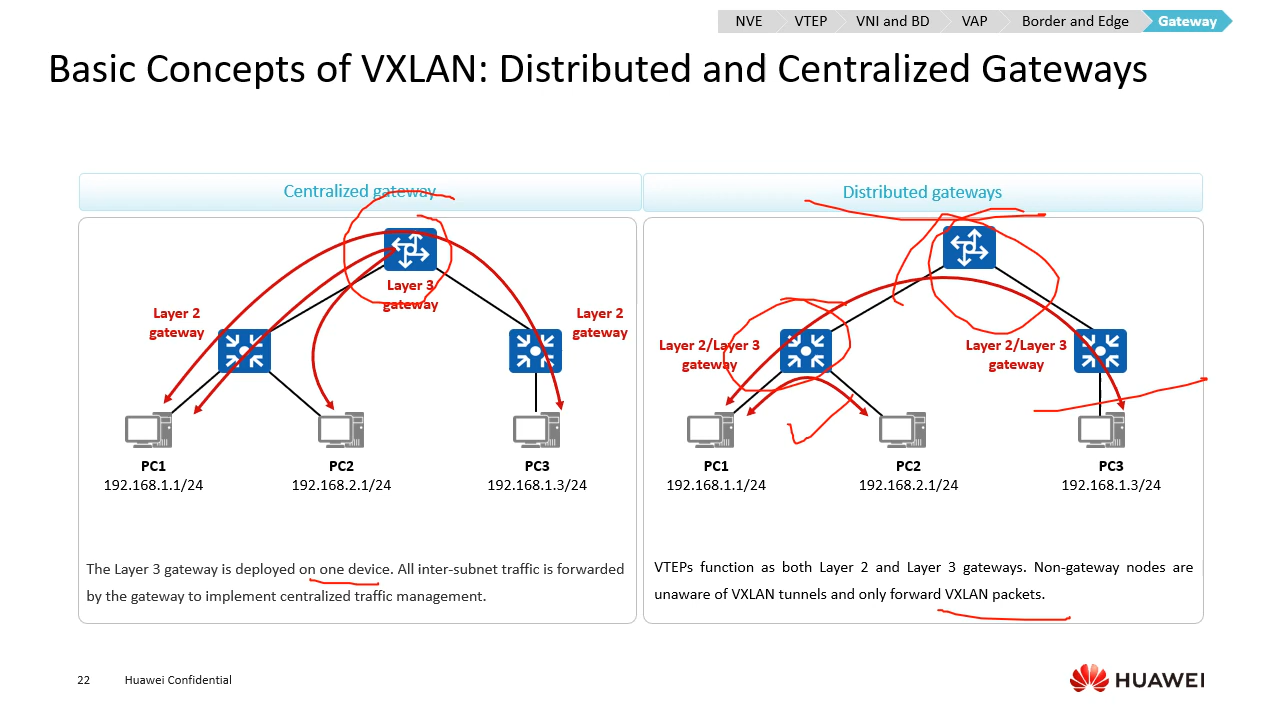 NVE VTEP VNI and BD VAP Border and Edge Gateway
Basic Concepts of VXLAN: Distributed and Centralized Gateways
Centralized gateway
Layer 3
gateway
Layer 2
gateway
Layer 2
gateway
PC1
192.168.1.1/24
PC2
192.168.2.1/24
PC3
192.168.1.3/24
The Layer 3 gateway is deployed on one device. All inter-subnet traffic is forwarded
by the gateway to implement centralized traffic management.
Distributed gateways
Layer 2/Layer 3
gateway
Layer 2/Layer 3
gateway
PC1
192.168.1.1/24
PC2
192.168.2.1/24
PC3
192.168.1.3/24
VTEPs function as both Layer 2 and Layer 3 gateways. Non-gateway nodes are
unaware of VXLAN tunnels and only forward VXLAN packets.
22 Huawei Confidential
HUAWEI